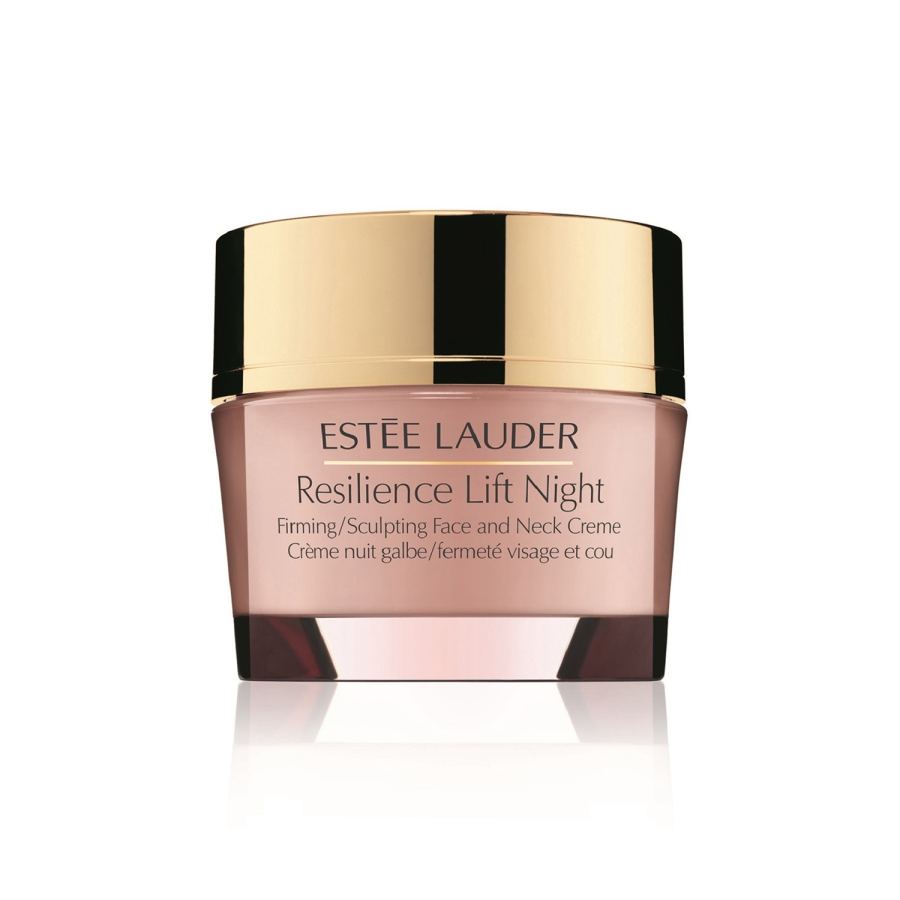 ESTĒE LAUDER
Resilience Lift Night
Firming/Sculpting Face and Neck Creme
Crème nuit galbe/fermeté visage et cou